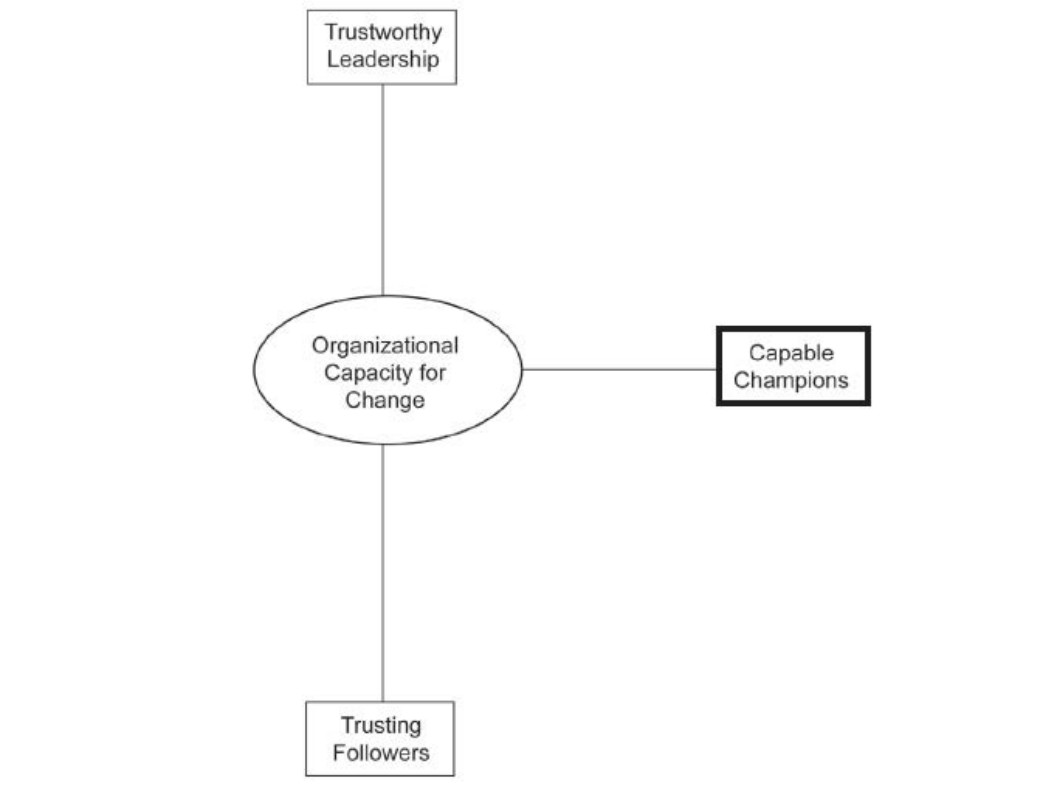 Trustworthy
Leadership
Organizational
Capacity for
Change
Capable
Champions
Trusting
Followers